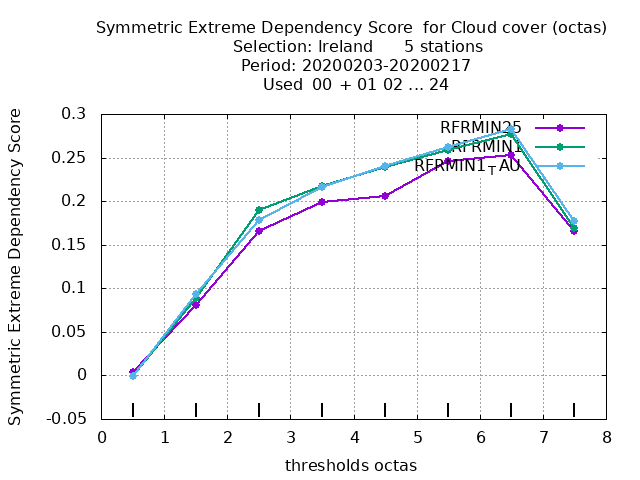 Symmetric Extreme Dependency Score  for Cloud cover (octas)
Selection: Ireland      5 stations
Period: 20200203-20200217
Used  00 + 01 02 ... 24
Symmetric Extreme Dependency Score
0.3
0.25
0.2
0.15
0.1
0.05
0
-0.05
RFRMIN25
RFRMIN1
RFRMIN1TAU
0 1 2 3 4 5 6 7 8
thresholds octas